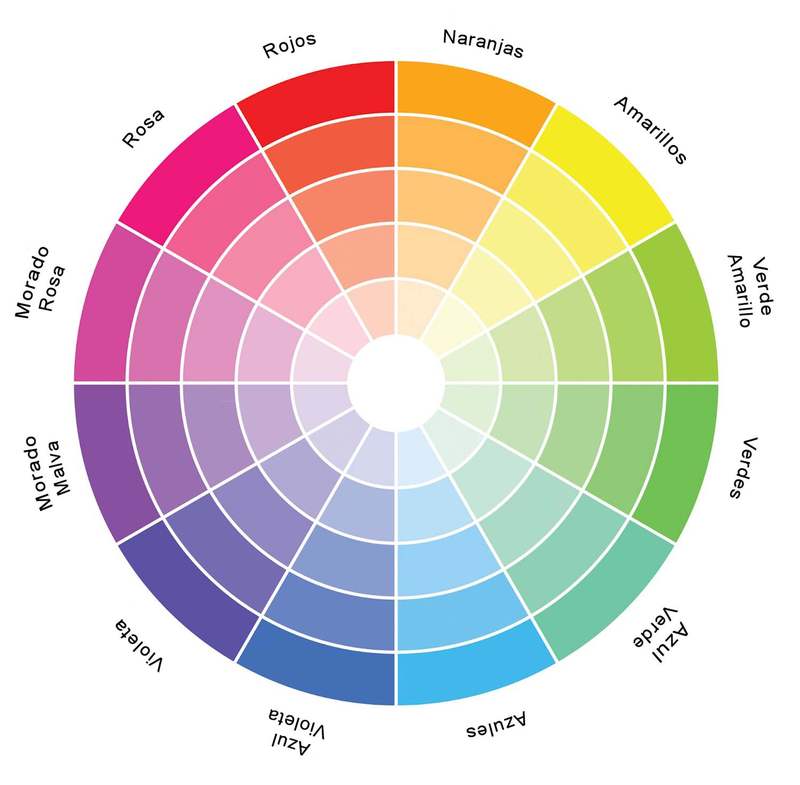 Rojos
Naranjas
Amarillos
Verde
Amarillo
Verdes
Azul
Verde
Azules
Azul
Violeta
Violeta
Morado
Malva
Morado
Rosa
Rosa